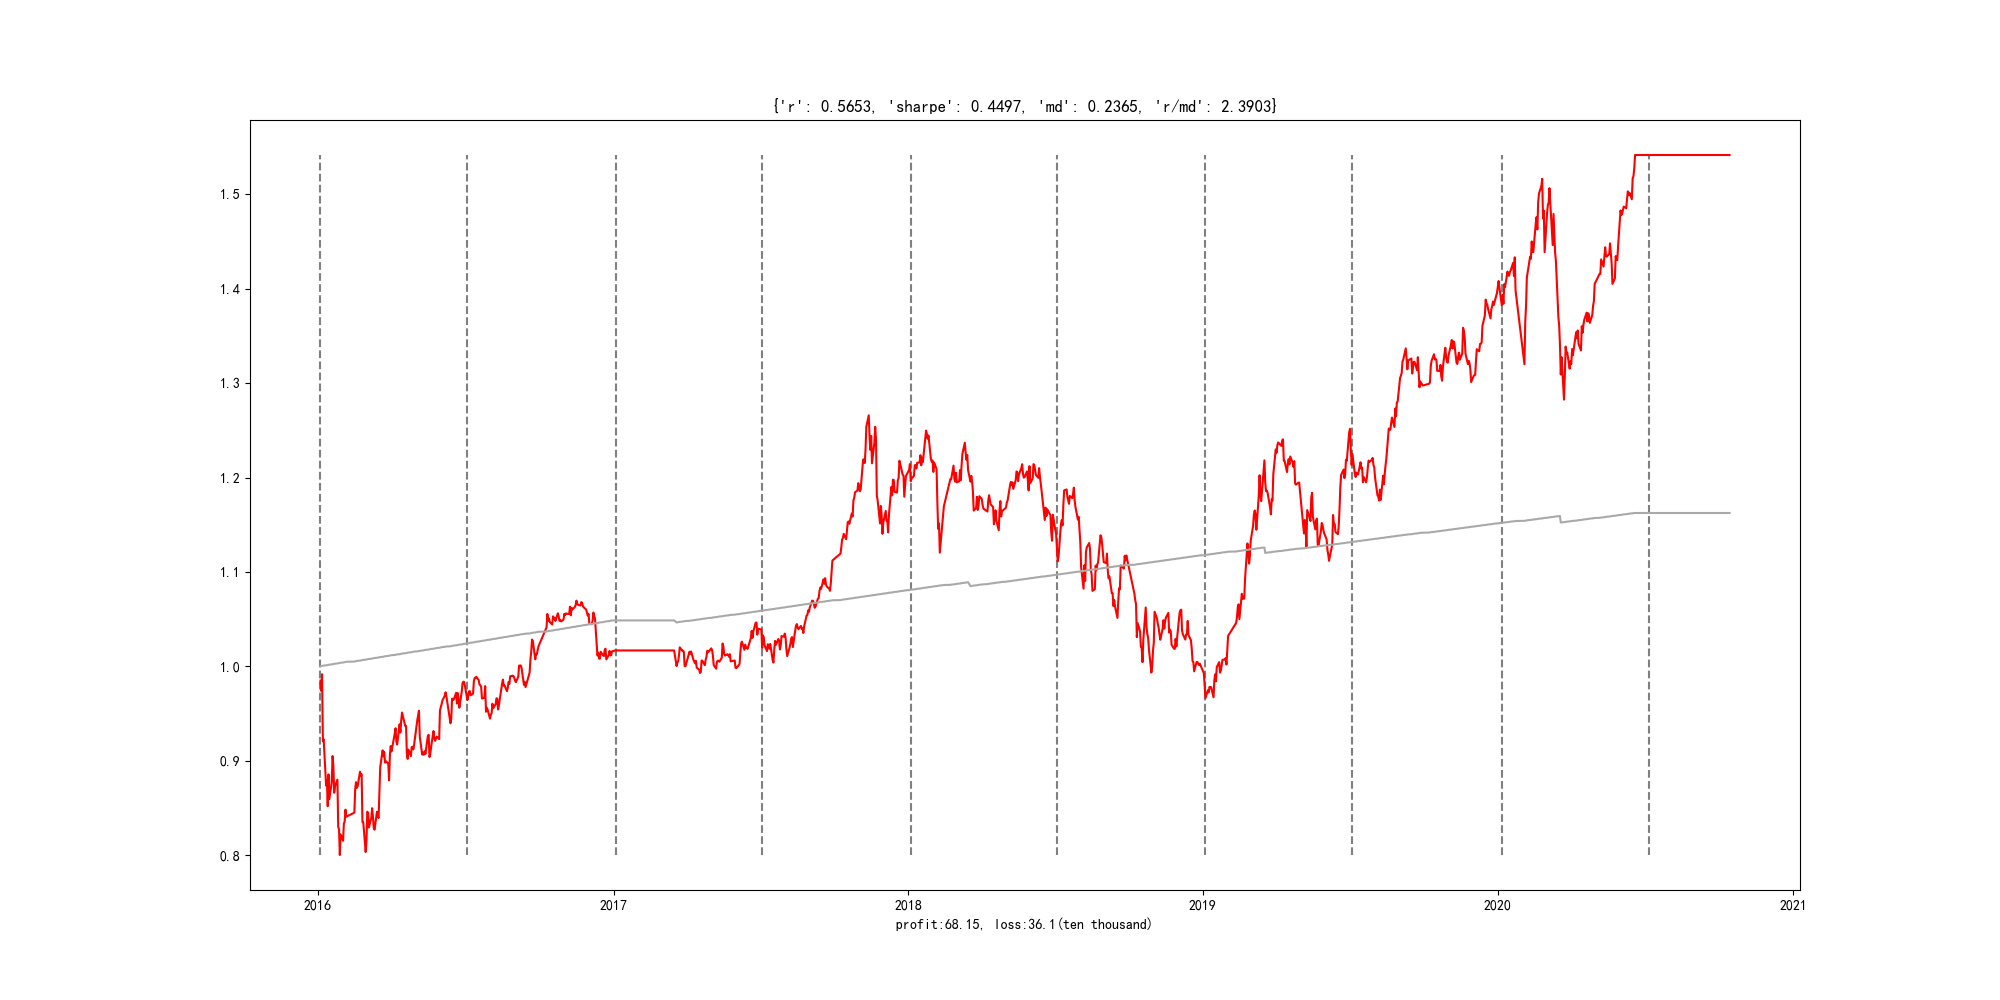 {'r': 0.5653, 'sharpe': 0.4497, 'md': 0.2365, 'r/md': 2.3903}
1.5
1.4
1.3
1.2
1.1
1.0
0.9
0.8
2016 2017 2018 2019 2020 2021
profit:68.15, loss:36.1(ten thousand)